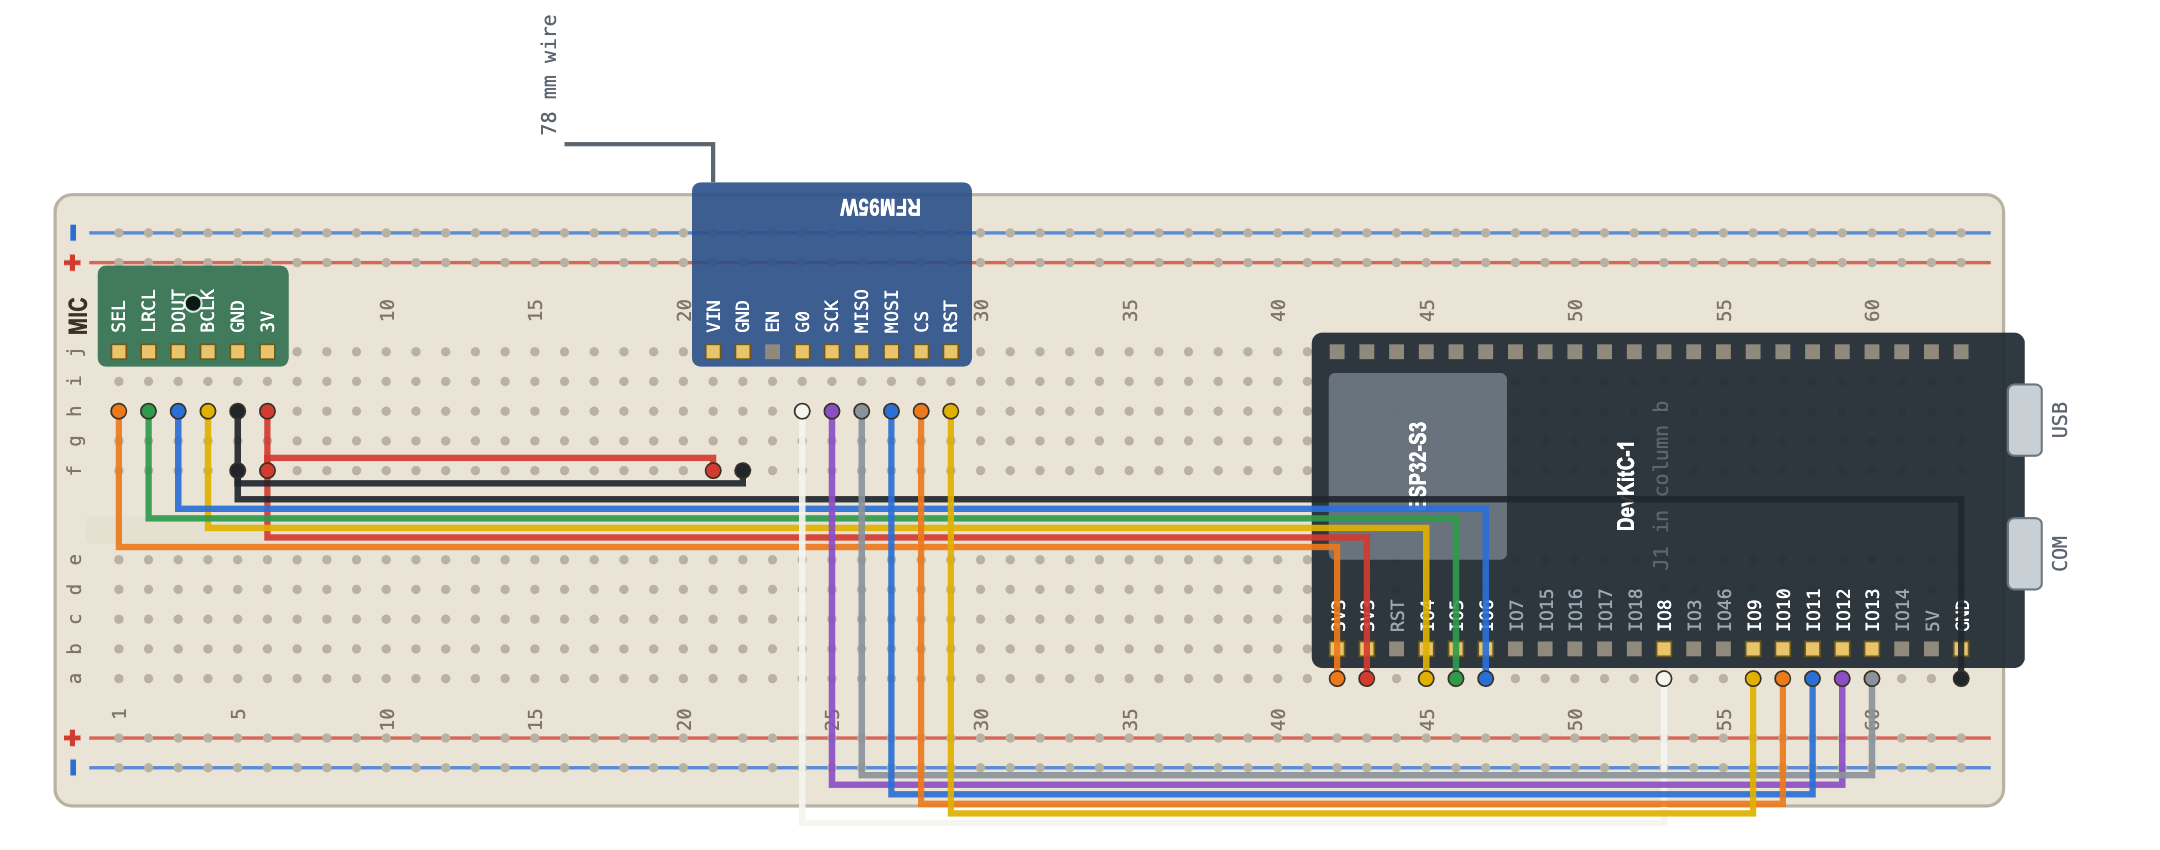 78 mm wire
RFM95W
MIC
SEL
LRCL
DOUT
BCLK
GND
3V
10
15
20
VIN
GND
EN
G0
SCK
MISO
MOSI
CS
RST
30
35
40
45
50
55
60
j
i
h
g
f
e
d
c
b
a
ESP32-S3
DevKitC-1
J1 in column b
USB
COM
3V3
3V3
RST
IO4
IO5
IO6
IO7
IO15
IO16
IO17
IO18
IO8
IO3
IO46
IO9
IO10
IO11
IO12
IO13
IO14
5V
GND
1
5
10
15
20
25
30
35
40
45
50
55
60